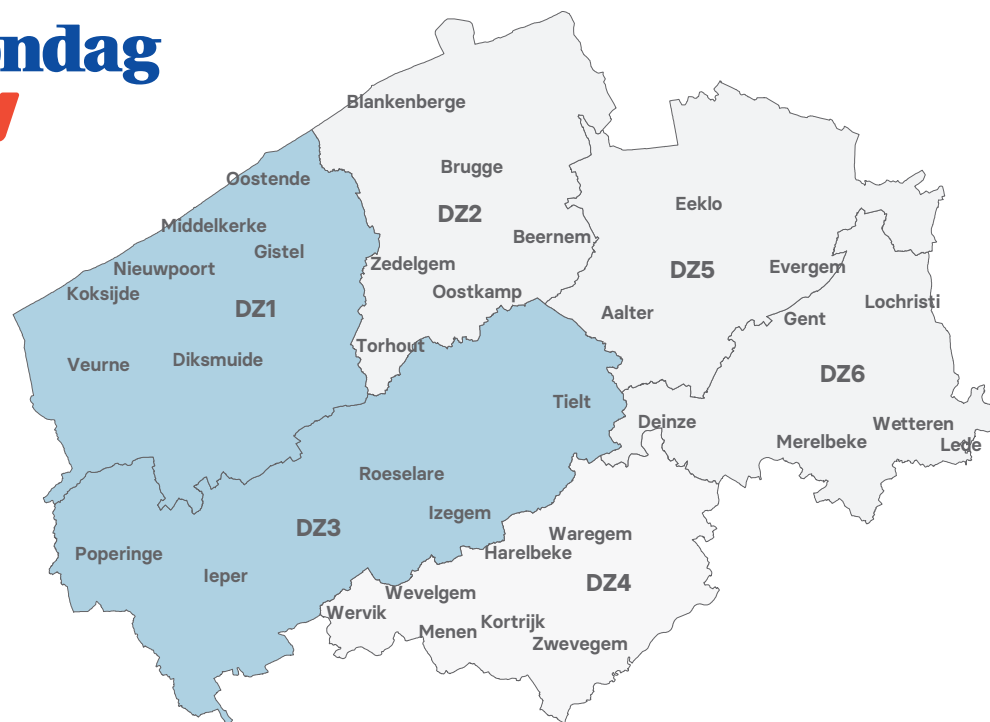 ndag
Blankenberge
Brugge
Oostende
DZ2
Eeklo
Middelkerke
Beernem
Gistel
Zedelgem
DZ5
Evergem
Nieuwpoort
Koksijde
Oostkamp
DZ1
Aalter
Lochristi
Gent
Torhout
Veurne
Diksmuide
DZ6
Tielt
Deinze
Wetteren
Merelbeke
Lede
Roeselare
Izegem
DZ3
Waregem
Poperinge
Harelbeke
Ieper
DZ4
Wevelgem
Wervik
Kortrijk
Menen
Zwevegem